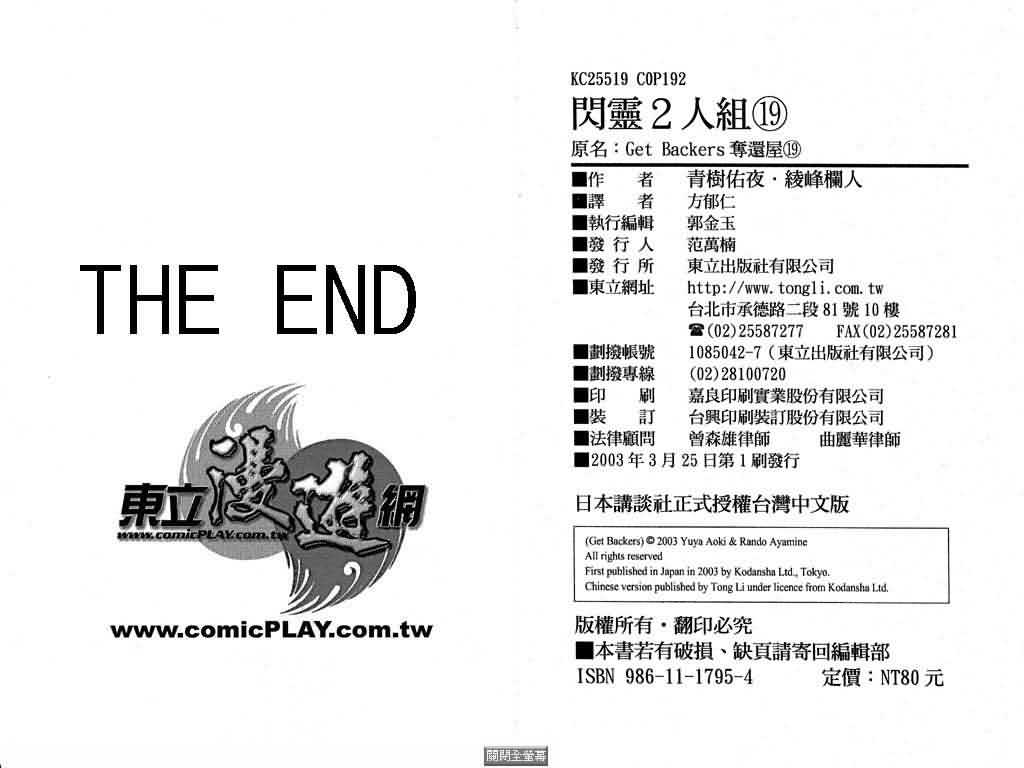 THE END
東立漫遊網
www.comicPLAY.com.tw
www.comicPLAY.com.tw
KC25519 COP192
閃靈2人組⑲
原名：Get Backers 奪還屋⑲
■作 者 青樹佑夜．綾峰欄人
■譯 者 方郁仁
■執行編輯 郭金玉
■發 行 人 范萬楠
■發 行 所 東立出版社有限公司
■東立網址 http://www.tongli.com.tw
台北市承德路二段81號10樓
☎(02)25587277 FAX(02)25587281
■劃撥帳號 1085042-7（東立出版社有限公司）
■劃撥專線 (02)28100720
■印 刷 嘉良印刷實業股份有限公司
■裝 訂 台興印刷裝訂股份有限公司
■法律顧問 曾森雄律師 曲麗華律師
■2003年3月25日第1刷發行
日本講談社正式授權台灣中文版
(Get Backers) © 2003 Yuya Aoki & Rando Ayamine
All rights reserved
First published in Japan in 2003 by Kodansha Ltd., Tokyo.
Chinese version published by Tong Li under licence from Kodansha Ltd.
版權所有．翻印必究
■本書若有破損、缺頁請寄回編輯部
ISBN 986-11-1795-4 定價：NT80元
關閉全螢幕